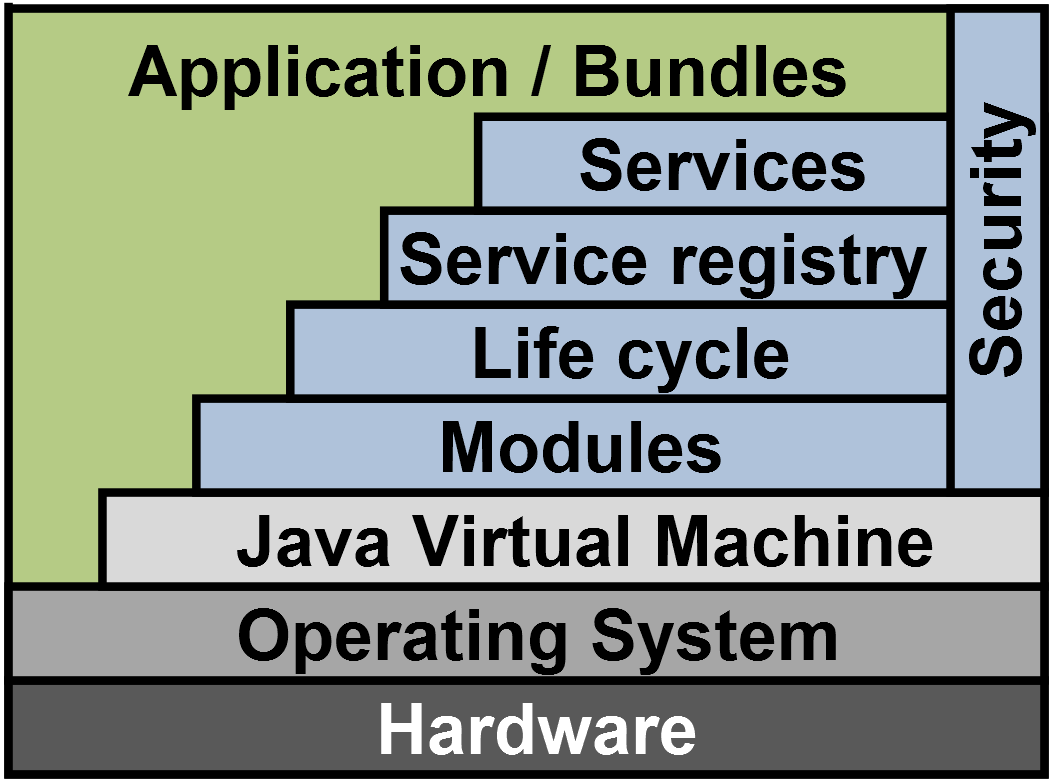 Application / Bundles
Services
Service registry
Life cycle
Modules
Security
Java Virtual Machine
Operating System
Hardware